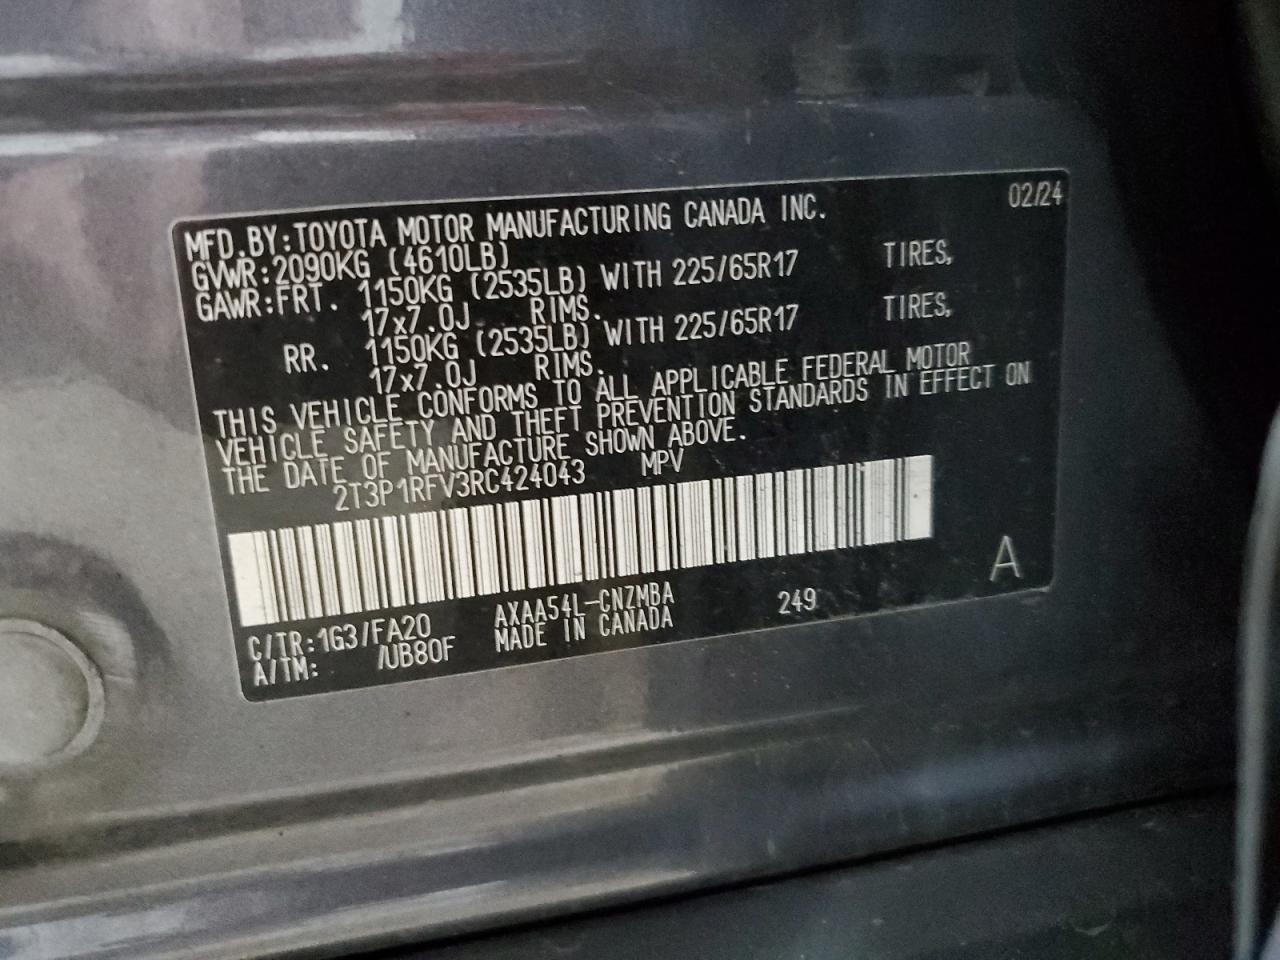 02/24
MFD.BY:TOYOTA MOTOR MANUFACTURING CANADA INC.
GVWR:2090KG (4610LB)
GAWR:FRT. 1150KG (2535LB) WITH 225/65R17 TIRES,
17x7.0J RIMS.
RR. 1150KG (2535LB) WITH 225/65R17 TIRES,
17x7.0J RIMS.
THIS VEHICLE CONFORMS TO ALL APPLICABLE FEDERAL MOTOR
VEHICLE SAFETY AND THEFT PREVENTION STANDARDS IN EFFECT ON
THE DATE OF MANUFACTURE SHOWN ABOVE.
2T3P1RFV3RC424043 MPV
A
C/TR:1G3/FA20 AXAA54L-CNZMBA 249
A/TM: /UB80F MADE IN CANADA